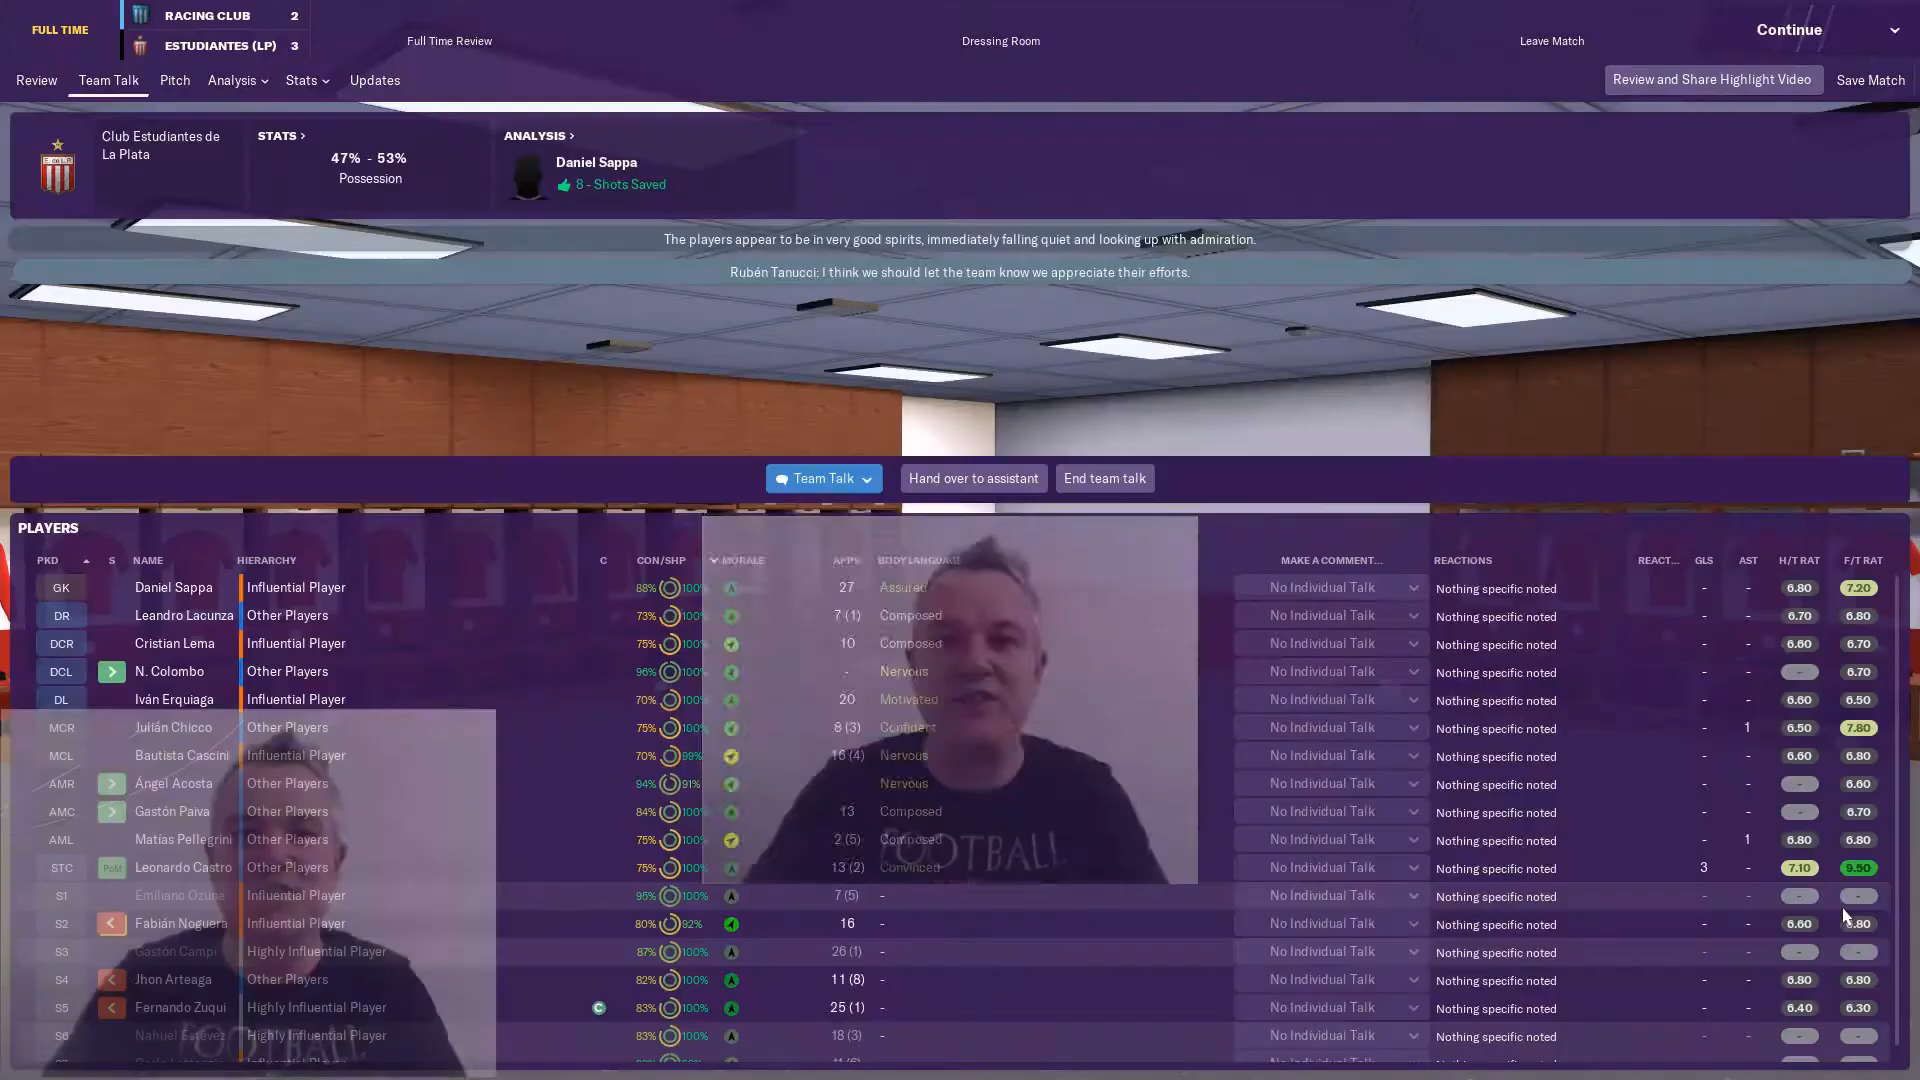 FULL TIME
RACING CLUB 2
ESTUDIANTES (LP) 3
Full Time Review Dressing Room Leave Match Continue
Review Team Talk Pitch Analysis Stats Updates Review and Share Highlight Video Save Match
Club Estudiantes de
La Plata
STATS >
47% - 53%
Possession
ANALYSIS >
Daniel Sappa
8 - Shots Saved
The players appear to be in very good spirits, immediately falling quiet and looking up with admiration.
Rubén Tanucci: I think we should let the team know we appreciate their efforts.
Team Talk Hand over to assistant End team talk
PLAYERS
PKD S NAME HIERARCHY C CON/SHP MORALE APPS BODY LANGUAGE MAKE A COMMENT... REACTIONS REACT... GLS AST H/T RAT F/T RAT
GK Daniel Sappa Influential Player 88% 100% 27 Assured No Individual Talk Nothing specific noted - - 6.80 7.20
DR Leandro Lacunza Other Players 73% 100% 7 (1) Composed No Individual Talk Nothing specific noted - - 6.70 6.80
DCR Cristian Lema Influential Player 75% 100% 10 Composed No Individual Talk Nothing specific noted - - 6.60 6.70
DCL N. Colombo Other Players 96% 100% - Nervous No Individual Talk Nothing specific noted - - - 6.70
DL Iván Erquiaga Influential Player 70% 100% 20 Motivated No Individual Talk Nothing specific noted - - 6.60 6.50
MCR Julián Chicco Other Players 75% 100% 8 (3) Confident No Individual Talk Nothing specific noted - 1 6.50 7.80
MCL Bautista Cascini Influential Player 70% 99% 16 (4) Nervous No Individual Talk Nothing specific noted - - 6.60 6.80
AMR Ángel Acosta Other Players 94% 91% Nervous No Individual Talk Nothing specific noted - - - 6.60
AMC Gastón Paiva Other Players 84% 100% 13 Composed No Individual Talk Nothing specific noted - - - 6.70
AML Matías Pellegrini Other Players 75% 100% 2 (5) Composed No Individual Talk Nothing specific noted - 1 6.80 6.80
STC PoM Leonardo Castro Other Players 75% 100% 13 (2) Convinced No Individual Talk Nothing specific noted 3 - 7.10 9.50
S1 Emiliano Ozuna Influential Player 95% 100% 7 (5) - No Individual Talk Nothing specific noted - - - -
S2 Fabián Noguera Influential Player 80% 92% 16 - No Individual Talk Nothing specific noted - - 6.60 6.80
S3 Gastón Campi Highly Influential Player 87% 100% 26 (1) - No Individual Talk Nothing specific noted - - - -
S4 Jhon Arteaga Other Players 82% 100% 11 (8) - No Individual Talk Nothing specific noted - - 6.80 6.80
S5 Fernando Zuqui Highly Influential Player C 83% 100% 25 (1) - No Individual Talk Nothing specific noted - - 6.40 6.30
S6 Nahuel Estévez Highly Influential Player 83% 100% 18 (3) - No Individual Talk Nothing specific noted - - - -
FOOTBALL
FOOTBALL